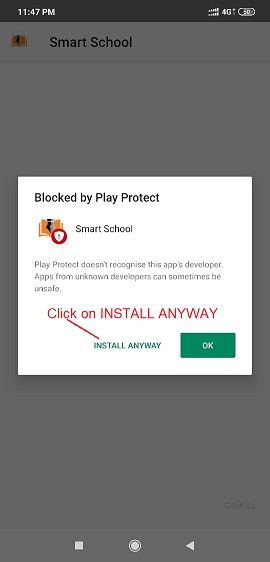 11:47 PM 4G+ 50
Smart School
Blocked by Play Protect
Smart School
Play Protect doesn't recognise this app's developer.
Apps from unknown developers can sometimes be
unsafe.
Click on INSTALL ANYWAY
INSTALL ANYWAY OK
CANCEL